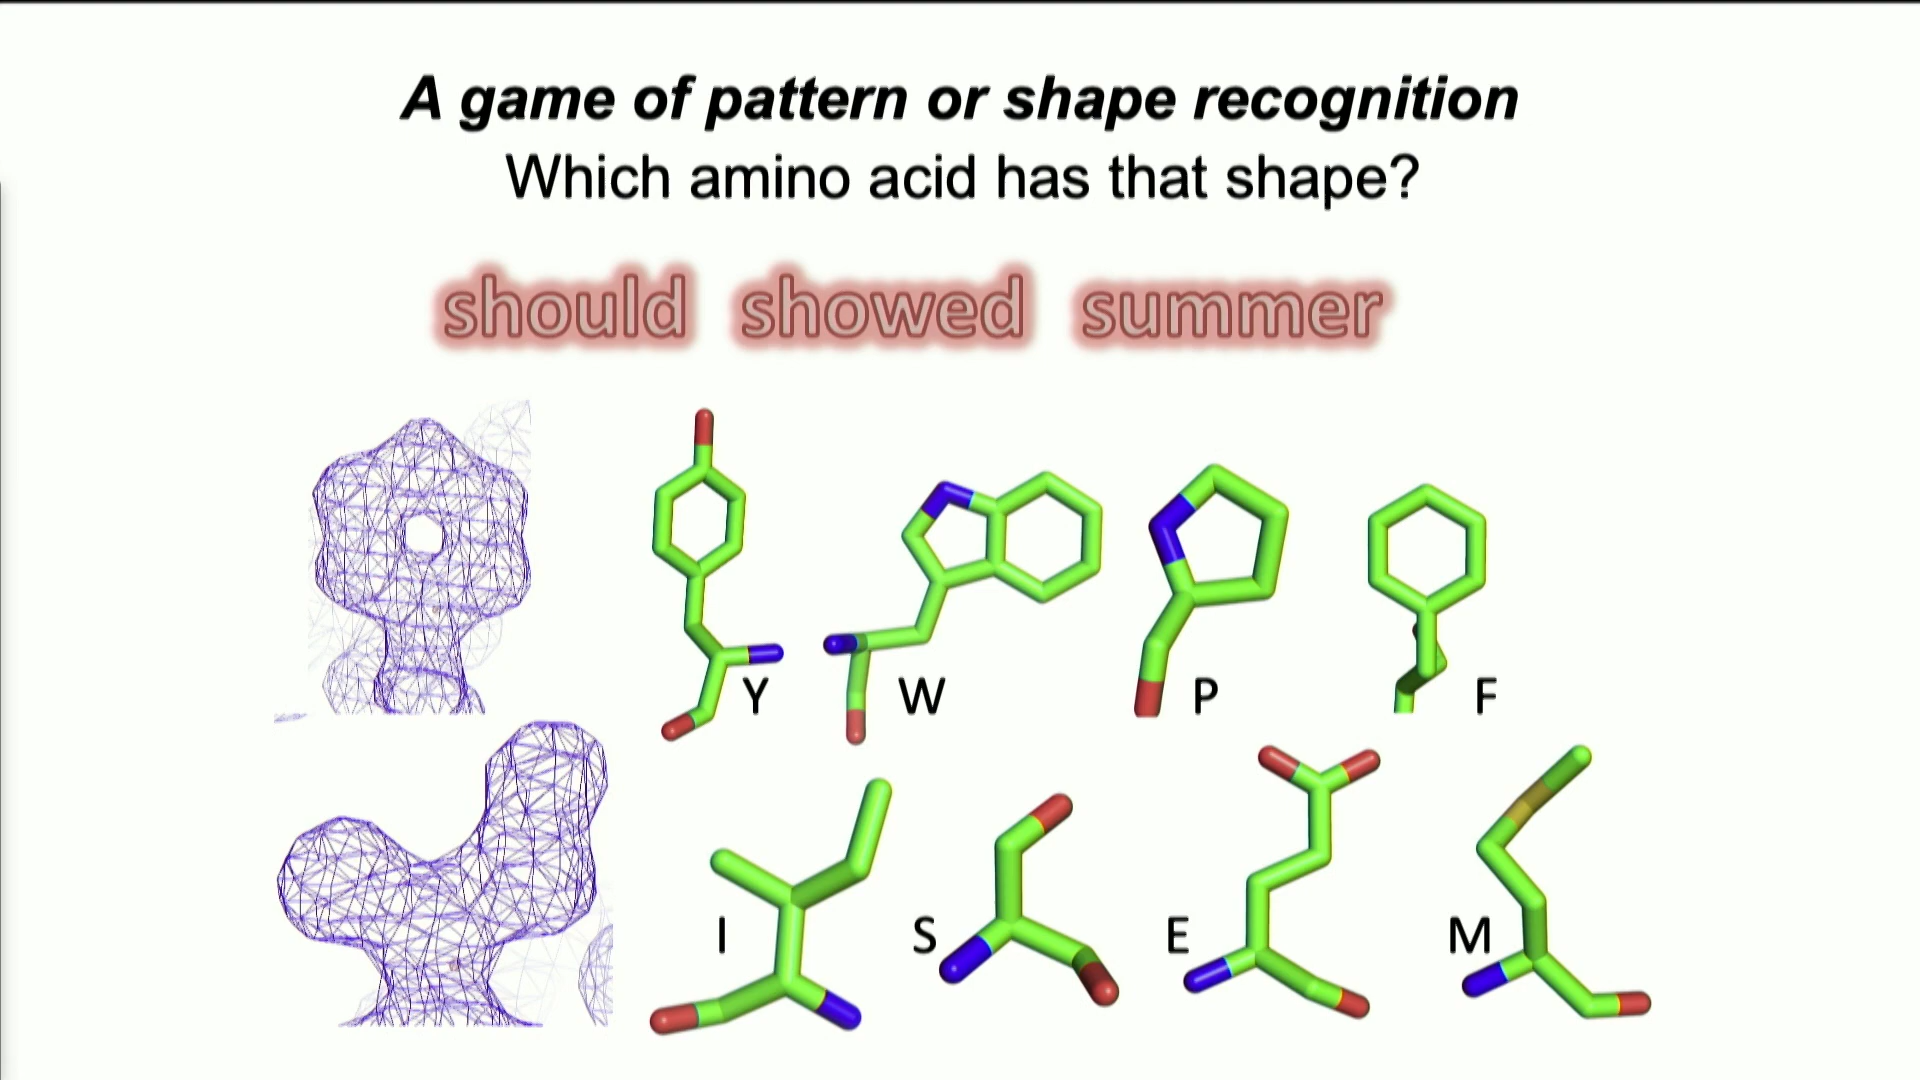 A game of pattern or shape recognition
Which amino acid has that shape?
should showed summer
Y W P F
I S E M